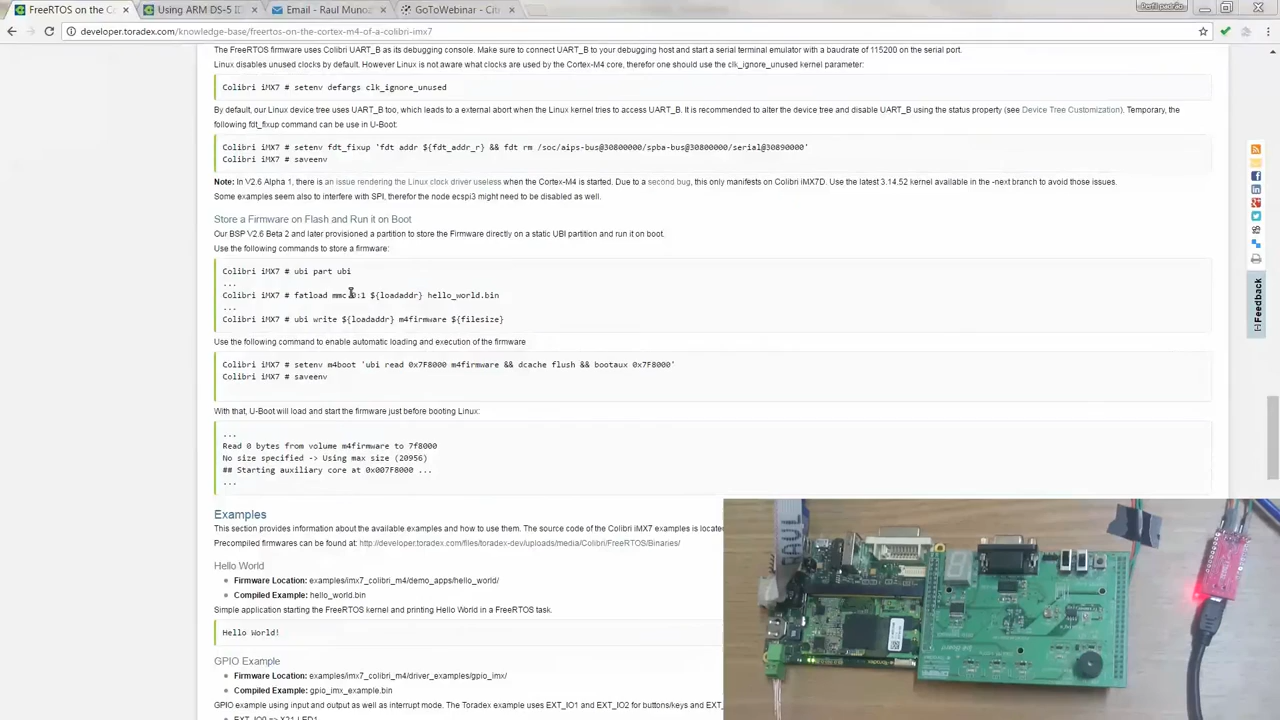 FreeRTOS on the C
Using ARM DS-5 ID
Email - Raul Muno
GoToWebinar - Cit
developer.toradex.com/knowledge-base/freertos-on-the-cortex-m4-of-a-colibri-imx7
The FreeRTOS firmware uses Colibri UART_B as its debugging console. Make sure to connect UART_B to your debugging host and start a serial terminal emulator with a baudrate of 115200 on the serial port.
Linux disables unused clocks by default. However Linux is not aware what clocks are used by the Cortex-M4 core, therefor one should use the clk_ignore_unused kernel parameter:
Colibri iMX7 # setenv defargs clk_ignore_unused
By default, our Linux device tree uses UART_B too, which leads to a external abort when the Linux kernel tries to access UART_B. It is recommended to alter the device tree and disable UART_B using the status property (see Device Tree Customization). Temporary, the
following fdt_fixup command can be use in U-Boot:
Colibri iMX7 # setenv fdt_fixup 'fdt addr ${fdt_addr_r} && fdt rm /soc/aips-bus@30800000/spba-bus@30800000/serial@30890000'
Colibri iMX7 # saveenv
Note: In V2.6 Alpha 1, there is an issue rendering the Linux clock driver useless when the Cortex-M4 is started. Due to a second bug, this only manifests on Colibri iMX7D. Use the latest 3.14.52 kernel available in the -next branch to avoid those issues.
Some examples seem also to interfere with SPI, therefor the node ecspi3 might need to be disabled as well.
Store a Firmware on Flash and Run it on Boot
Our BSP V2.6 Beta 2 and later provisioned a partition to store the Firmware directly on a static UBI partition and run it on boot.
Use the following commands to store a firmware:
Colibri iMX7 # ubi part ubi
...
Colibri iMX7 # fatload mmc 0:1 ${loadaddr} hello_world.bin
...
Colibri iMX7 # ubi write ${loadaddr} m4firmware ${filesize}
Use the following command to enable automatic loading and execution of the firmware
Colibri iMX7 # setenv m4boot 'ubi read 0x7F8000 m4firmware && dcache flush && bootaux 0x7F8000'
Colibri iMX7 # saveenv
With that, U-Boot will load and start the firmware just before booting Linux:
...
Read 0 bytes from volume m4firmware to 7f8000
No size specified -> Using max size (20956)
## Starting auxiliary core at 0x007F8000 ...
...
Examples
This section provides information about the available examples and how to use them. The source code of the Colibri iMX7 examples is locate
Precompiled firmwares can be found at: http://developer.toradex.com/files/toradex-dev/uploads/media/Colibri/FreeRTOS/Binaries/
Hello World
Firmware Location: examples/imx7_colibri_m4/demo_apps/hello_world/
Compiled Example: hello_world.bin
Simple application starting the FreeRTOS kernel and printing Hello World in a FreeRTOS task.
Hello World!
GPIO Example
Firmware Location: examples/imx7_colibri_m4/driver_examples/gpio_imx/
Compiled Example: gpio_imx_example.bin
GPIO example using input and output as well as interrupt mode. The Toradex example uses EXT_IO1 and EXT_IO2 for buttons/keys and EXT_
EXT_IO0 => X21 LED1
Feedback